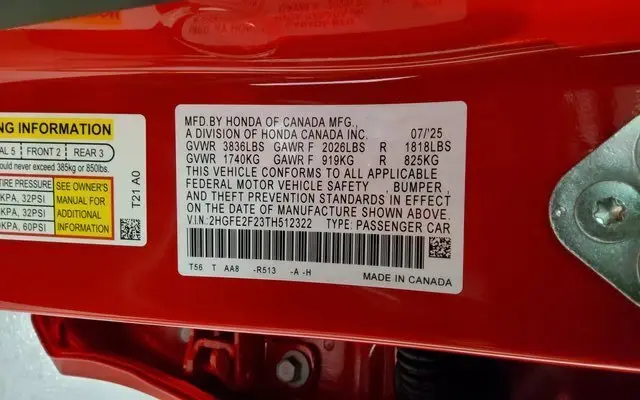 NG INFORMATION
AL 5 FRONT 2 REAR 3
ould never exceed 385kg or 850lbs.
IRE PRESSURE
KPA, 32PSI
KPA, 32PSI
KPA, 60PSI
SEE OWNER'S
MANUAL FOR
ADDITIONAL
INFORMATION
T21 A0
MFD.BY HONDA OF CANADA MFG.,
A DIVISION OF HONDA CANADA INC. 07/'25
GVWR 3836LBS GAWR F 2026LBS R 1818LBS
GVWR 1740KG GAWR F 919KG R 825KG
THIS VEHICLE CONFORMS TO ALL APPLICABLE
FEDERAL MOTOR VEHICLE SAFETY , BUMPER,
AND THEFT PREVENTION STANDARDS IN EFFECT
ON THE DATE OF MANUFACTURE SHOWN ABOVE.
V.I.N:2HGFE2F23TH512322 TYPE: PASSENGER CAR
T56 T AA8 -R513 -A -H
MADE IN CANADA